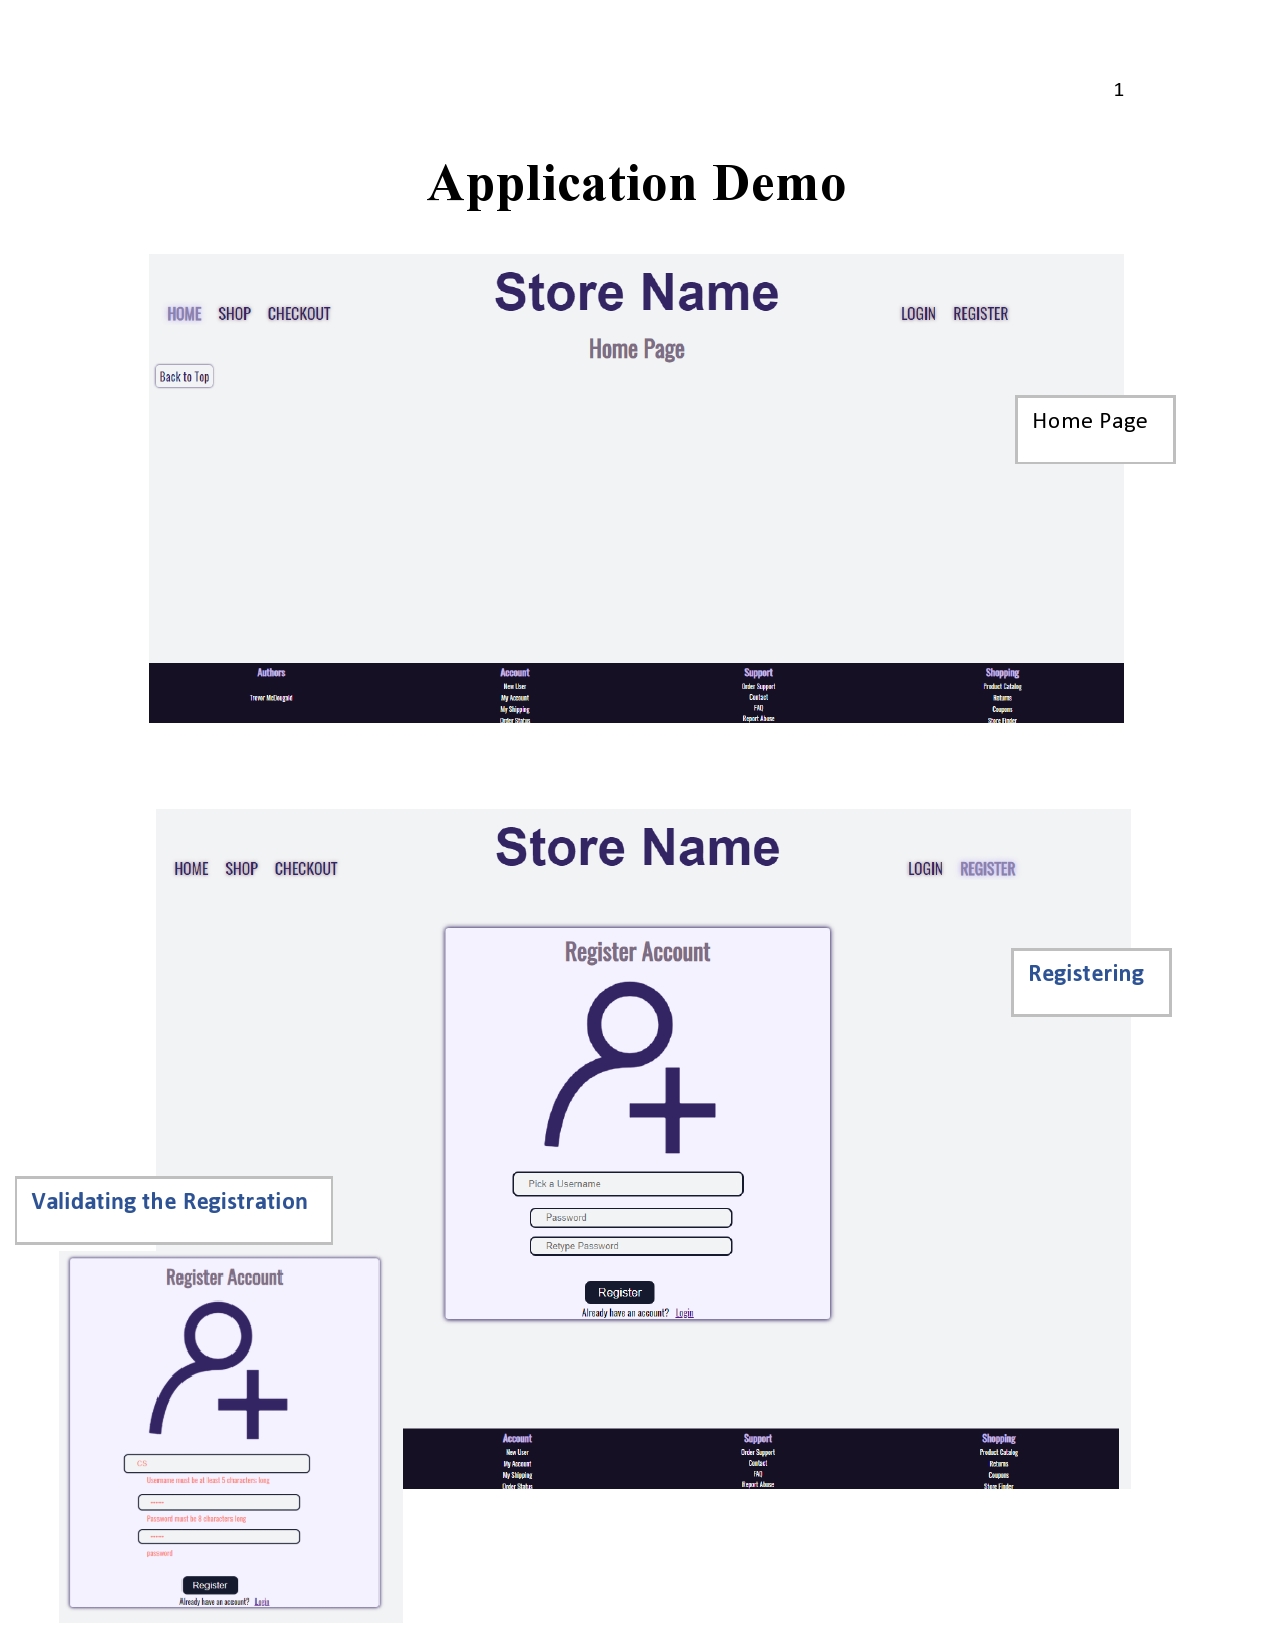 1
Application Demo
Store Name
HOME SHOP CHECKOUT
LOGIN REGISTER
Home Page
Back to Top
Home Page
Authors
Trevor McDougald
Account
New User
My Account
My Shipping
Order Status
Support
Order Support
Contact
FAQ
Report Abuse
Shopping
Product Catalog
Returns
Coupons
Store Finder
Store Name
HOME SHOP CHECKOUT
LOGIN REGISTER
Register Account
Registering
Pick a Username
Password
Retype Password
Register
Already have an account? Login
Validating the Registration
Register Account
CS
Username must be at least 5 characters long
Password must be 8 characters long
password
Register
Already have an account? Login
Account
New User
My Account
My Shipping
Order Status
Support
Order Support
Contact
FAQ
Report Abuse
Shopping
Product Catalog
Returns
Coupons
Store Finder